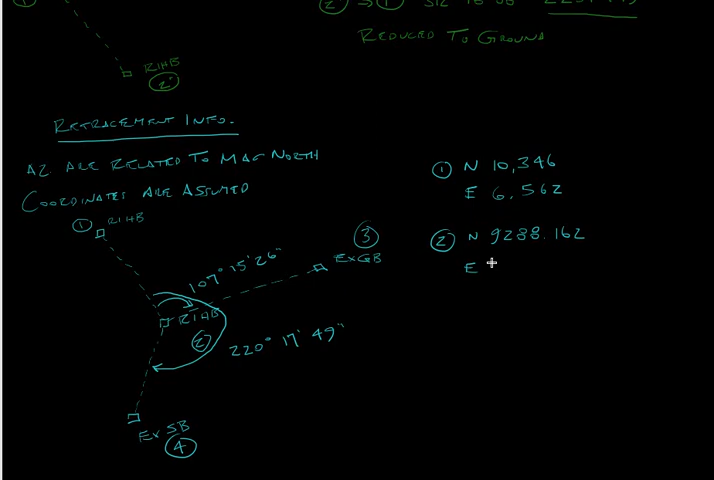 RIHB
2
REDUCED TO GROUND
RETRACEMENT INFO.
AZ. ARE RELATED TO MAG NORTH
COORDINATES ARE ASSUMED
1 RIHB
107° 15' 26"
3
EXGB
RIHB
2
220° 17' 49"
EX SB
4
1 N 10,346
E 6.562
2 N 9288.162
E